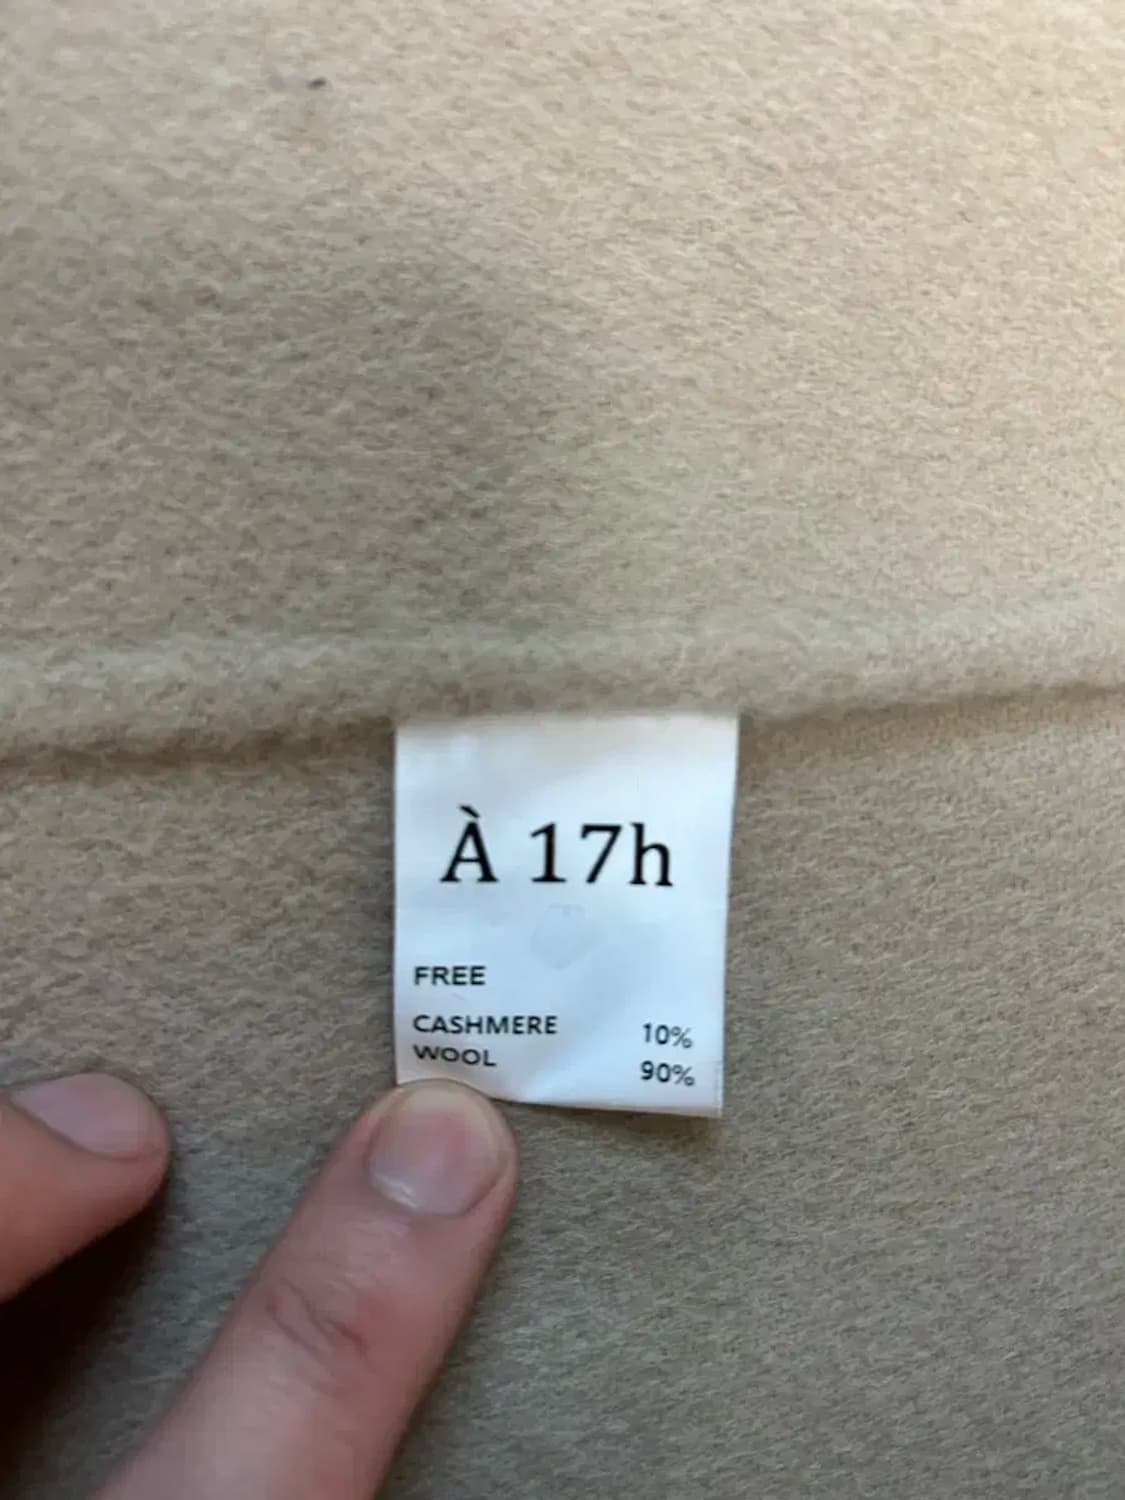 À 17h
FREE
CASHMERE 10%
WOOL 90%